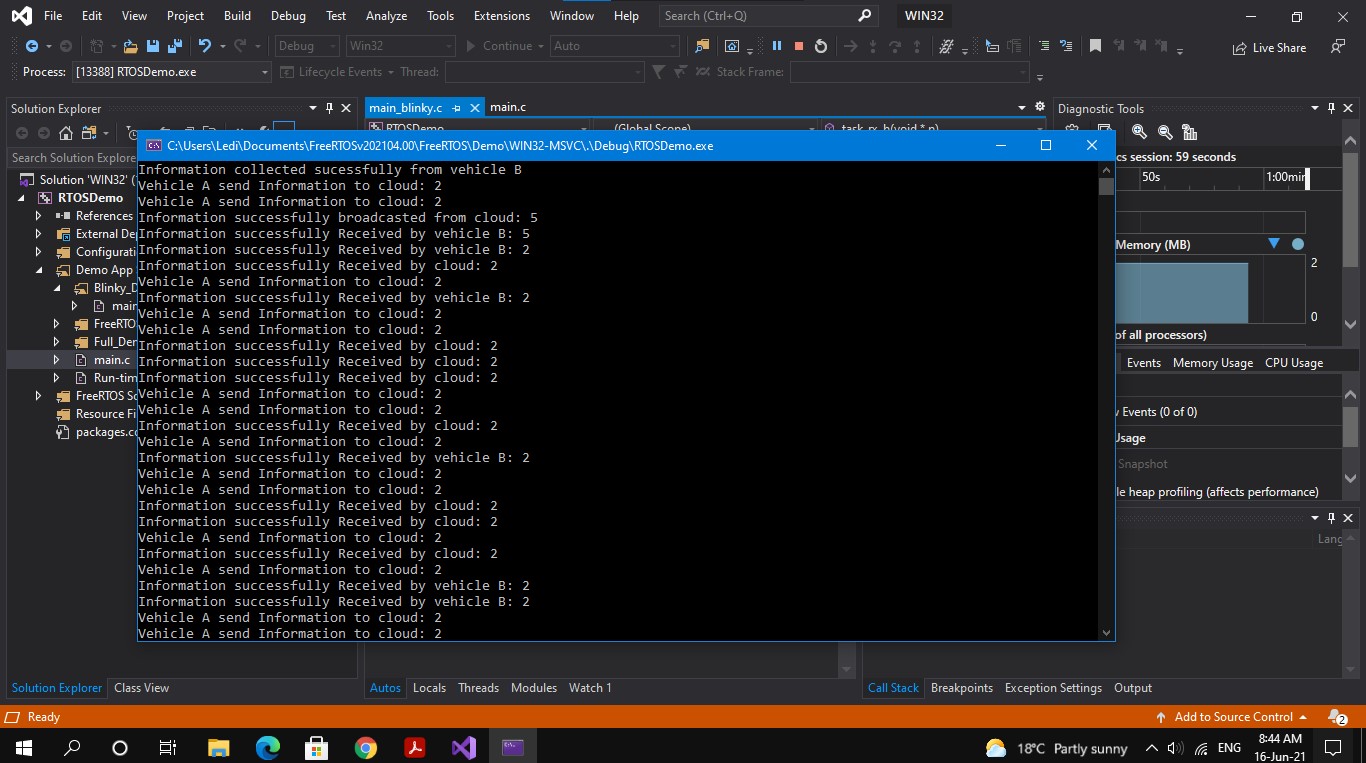 File Edit View Project Build Debug Test Analyze Tools Extensions Window Help Search (Ctrl+Q) WIN32
Debug Win32 Continue Auto Live Share
Process: [13388] RTOSDemo.exe Lifecycle Events Thread: Stack Frame:
Solution Explorer main_blinky.c main.c Diagnostic Tools
RTOSDemo (Global Scope) task_rx_b(void * p)
C:\Users\Ledi\Documents\FreeRTOSv202104.00\FreeRTOS\Demo\WIN32-MSVC\.\Debug\RTOSDemo.exe
Search Solution Explore
Solution 'WIN32' (
RTOSDemo
References
External De
Configurati
Demo App
Blinky_D
main
FreeRTO
Full_Den
main.c
Run-tim
FreeRTOS So
Resource Fi
packages.co
Information collected sucessfully from vehicle B
Vehicle A send Information to cloud: 2
Vehicle A send Information to cloud: 2
Information successfully broadcasted from cloud: 5
Information successfully Received by vehicle B: 5
Information successfully Received by vehicle B: 2
Information successfully Received by cloud: 2
Vehicle A send Information to cloud: 2
Information successfully Received by vehicle B: 2
Vehicle A send Information to cloud: 2
Vehicle A send Information to cloud: 2
Information successfully Received by cloud: 2
Information successfully Received by cloud: 2
Information successfully Received by cloud: 2
Vehicle A send Information to cloud: 2
Vehicle A send Information to cloud: 2
Information successfully Received by cloud: 2
Vehicle A send Information to cloud: 2
Information successfully Received by vehicle B: 2
Vehicle A send Information to cloud: 2
Vehicle A send Information to cloud: 2
Information successfully Received by cloud: 2
Information successfully Received by cloud: 2
Vehicle A send Information to cloud: 2
Information successfully Received by cloud: 2
Vehicle A send Information to cloud: 2
Information successfully Received by vehicle B: 2
Information successfully Received by vehicle B: 2
Vehicle A send Information to cloud: 2
Vehicle A send Information to cloud: 2
cs session: 59 seconds
50s 1:00min
Memory (MB)
2
0
of all processors)
Events Memory Usage CPU Usage
Events (0 of 0)
Usage
Snapshot
le heap profiling (affects performance)
Lang
Solution Explorer Class View Autos Locals Threads Modules Watch 1 Call Stack Breakpoints Exception Settings Output
Ready Add to Source Control 2
18°C Partly sunny ENG 8:44 AM
16-Jun-21